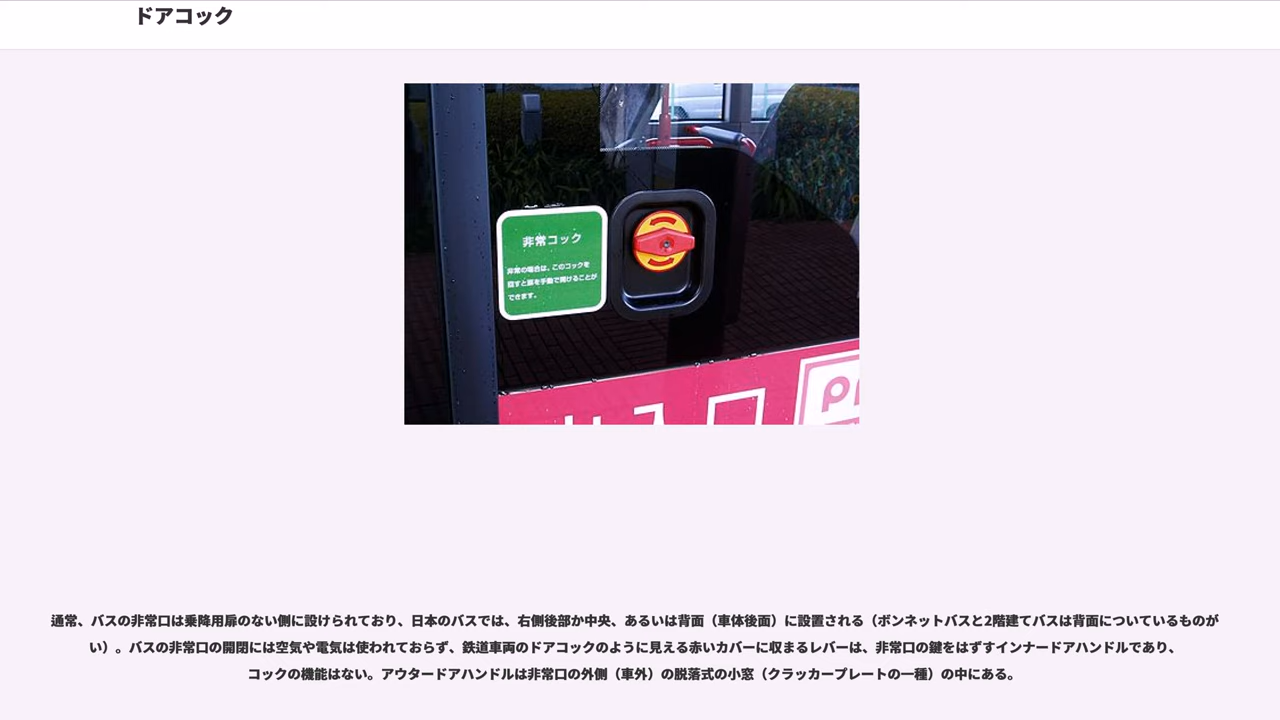 ドアコック
非常コック
非常の場合は、このコックを
回すと扉を手動で開けることが
できます。
通常、バスの非常口は乗降用扉のない側に設けられており、日本のバスでは、右側後部か中央、あるいは背面（車体後面）に設置される（ボンネットバスと2階建てバスは背面についているものが
い）。バスの非常口の開閉には空気や電気は使われておらず、鉄道車両のドアコックのように見える赤いカバーに収まるレバーは、非常口の鍵をはずすインナードアハンドルであり、
コックの機能はない。アウタードアハンドルは非常口の外側（車外）の脱落式の小窓（クラッカープレートの一種）の中にある。